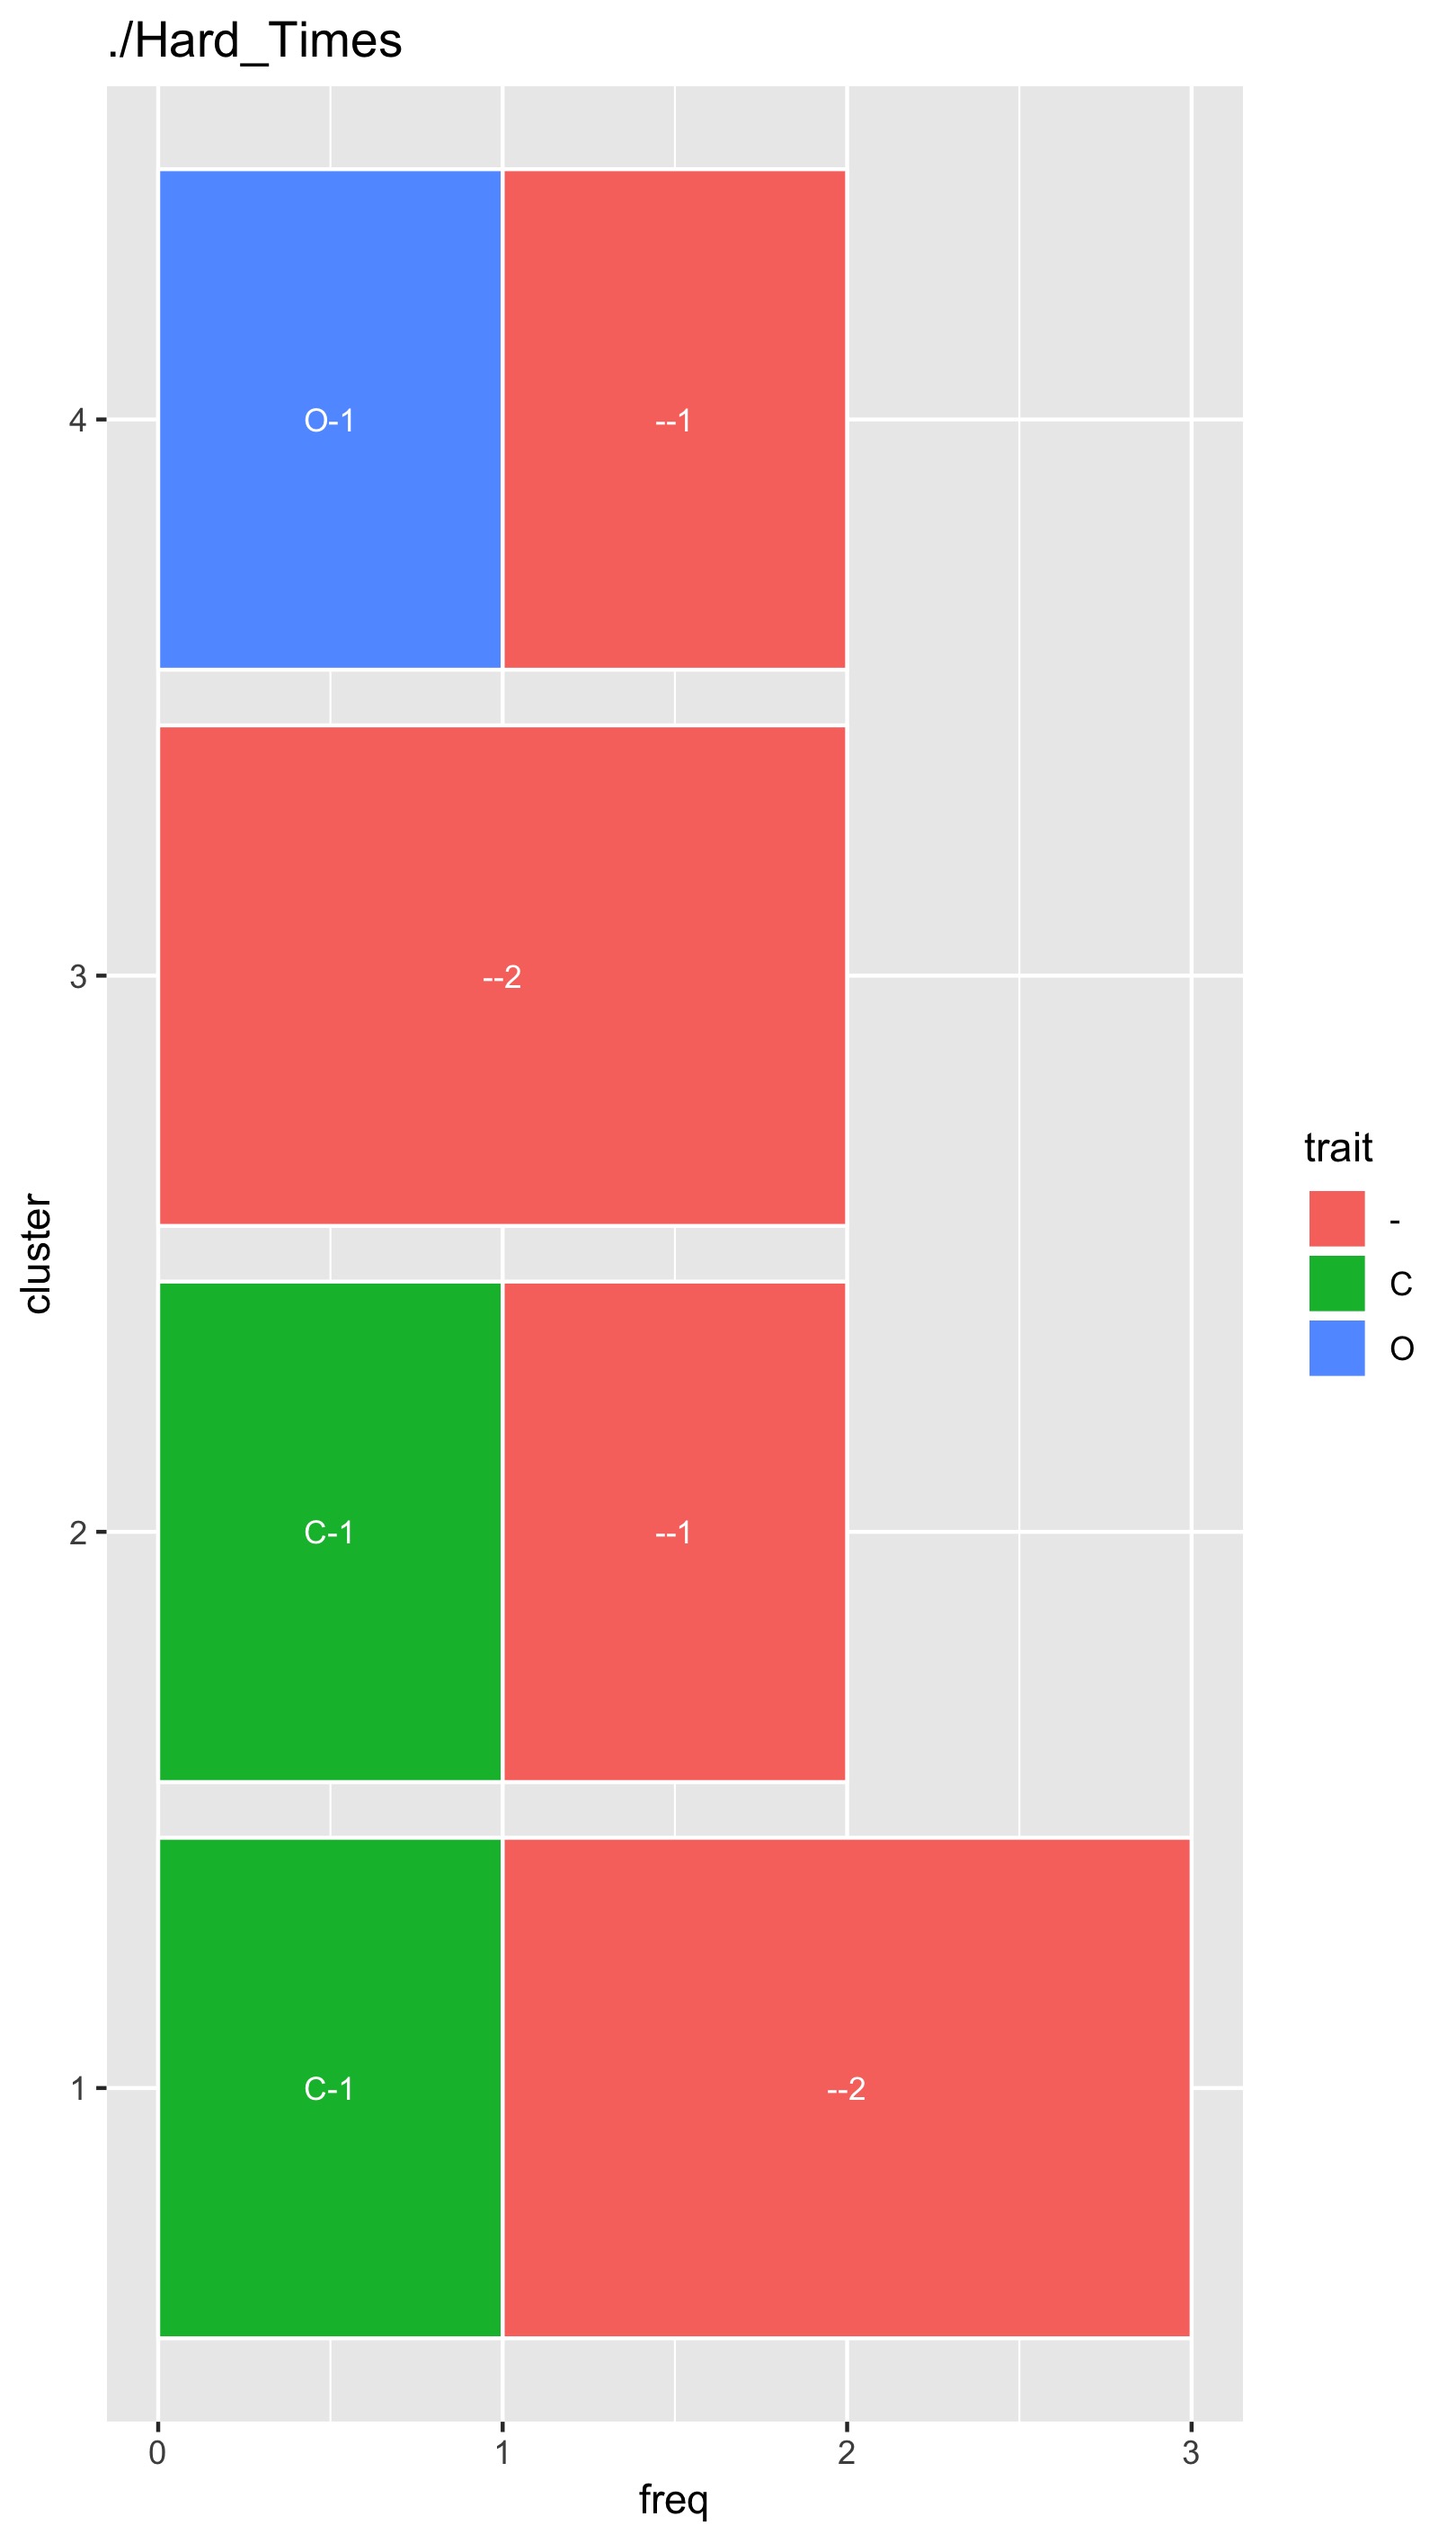 ./Hard_Times
4
O-1
--1
3
--2
cluster
trait
-
C
O
2
C-1
--1
1
C-1
--2
0
1
2
3
freq